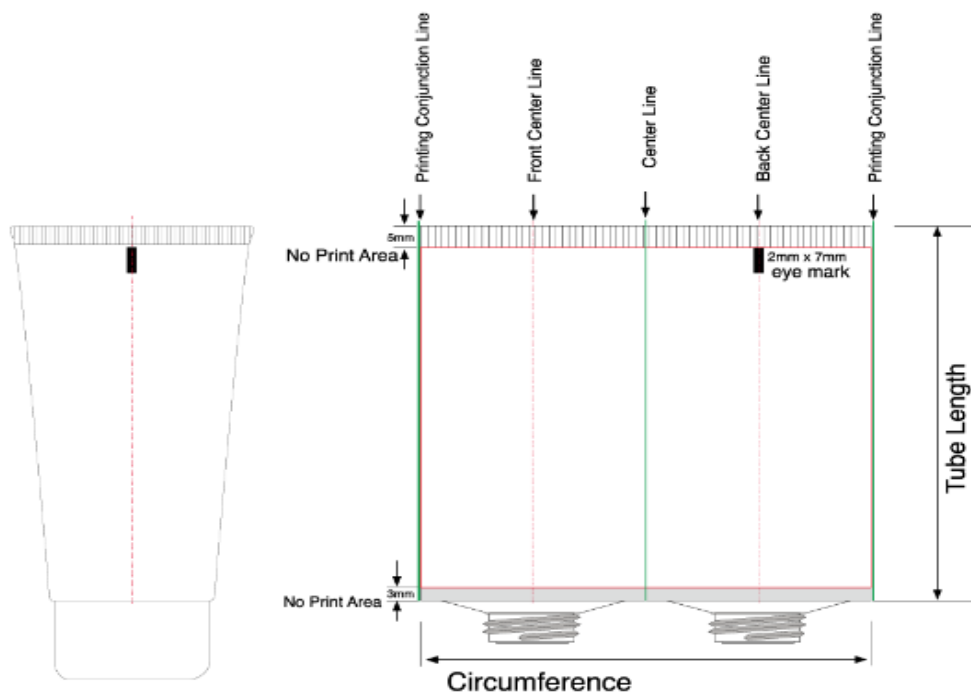 Printing Conjunction Line
Front Center Line
Center Line
Back Center Line
Printing Conjunction Line
5mm
No Print Area
2mm x 7mm
eye mark
Tube Length
3mm
No Print Area
Circumference